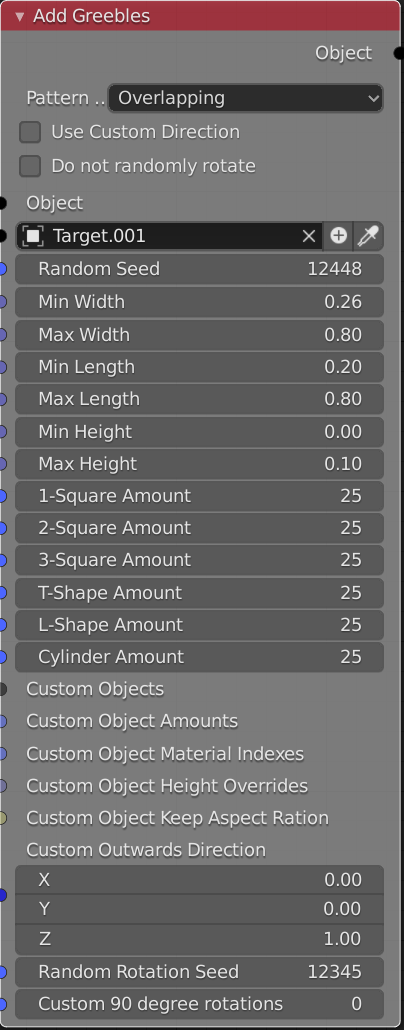 Add Greebles
Object
Pattern .. Overlapping
Use Custom Direction
Do not randomly rotate
Object
Target.001
Random Seed 12448
Min Width 0.26
Max Width 0.80
Min Length 0.20
Max Length 0.80
Min Height 0.00
Max Height 0.10
1-Square Amount 25
2-Square Amount 25
3-Square Amount 25
T-Shape Amount 25
L-Shape Amount 25
Cylinder Amount 25
Custom Objects
Custom Object Amounts
Custom Object Material Indexes
Custom Object Height Overrides
Custom Object Keep Aspect Ration
Custom Outwards Direction
X 0.00
Y 0.00
Z 1.00
Random Rotation Seed 12345
Custom 90 degree rotations 0